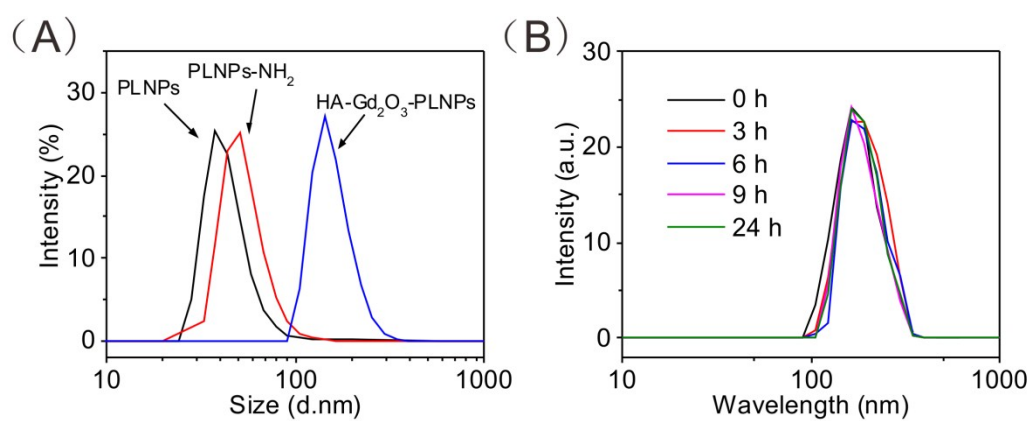 （A）
PLNPs
PLNPs-NH2
HA-Gd2O3-PLNPs
Intensity (%)
30
20
10
0
10
100
1000
Size (d.nm)
（B）
0 h
3 h
6 h
9 h
24 h
Intensity (a.u.)
30
20
10
0
10
100
1000
Wavelength (nm)